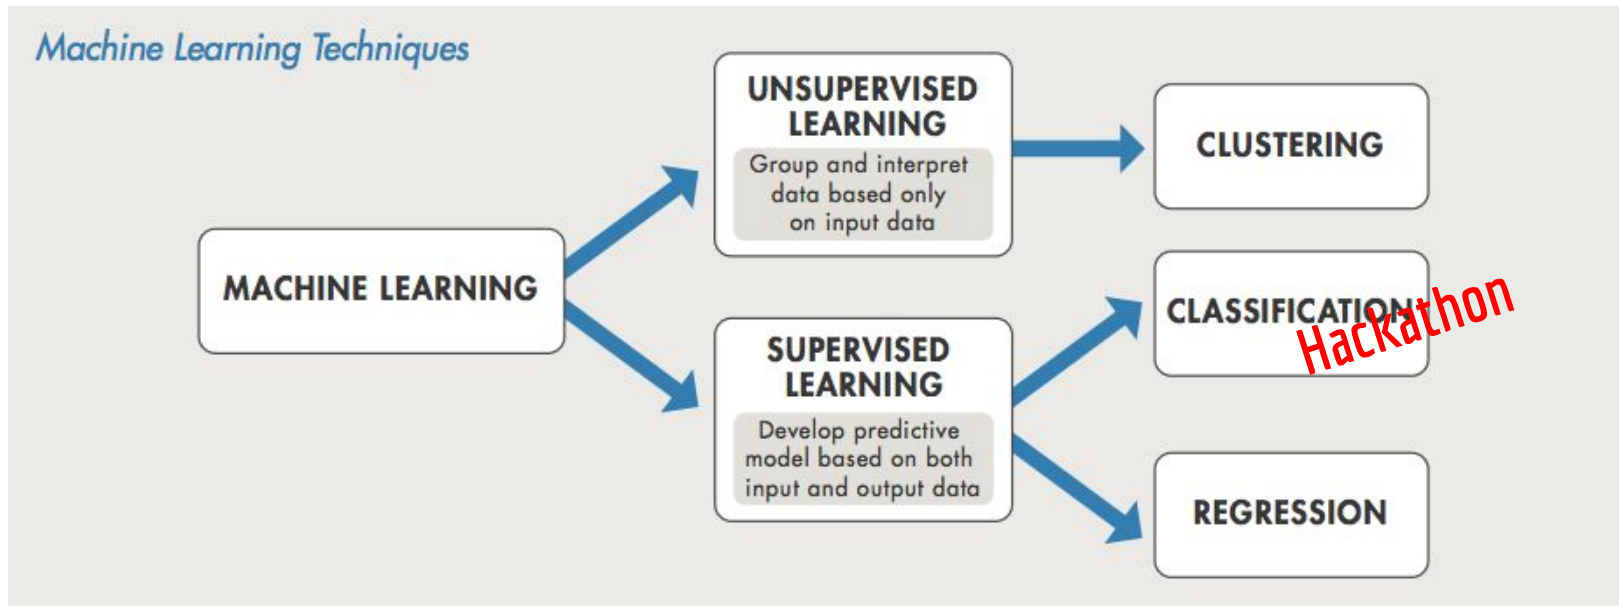 Machine Learning Techniques
MACHINE LEARNING
UNSUPERVISED
LEARNING
Group and interpret
data based only
on input data
CLUSTERING
SUPERVISED
LEARNING
Develop predictive
model based on both
input and output data
CLASSIFICATION
Hackathon
REGRESSION